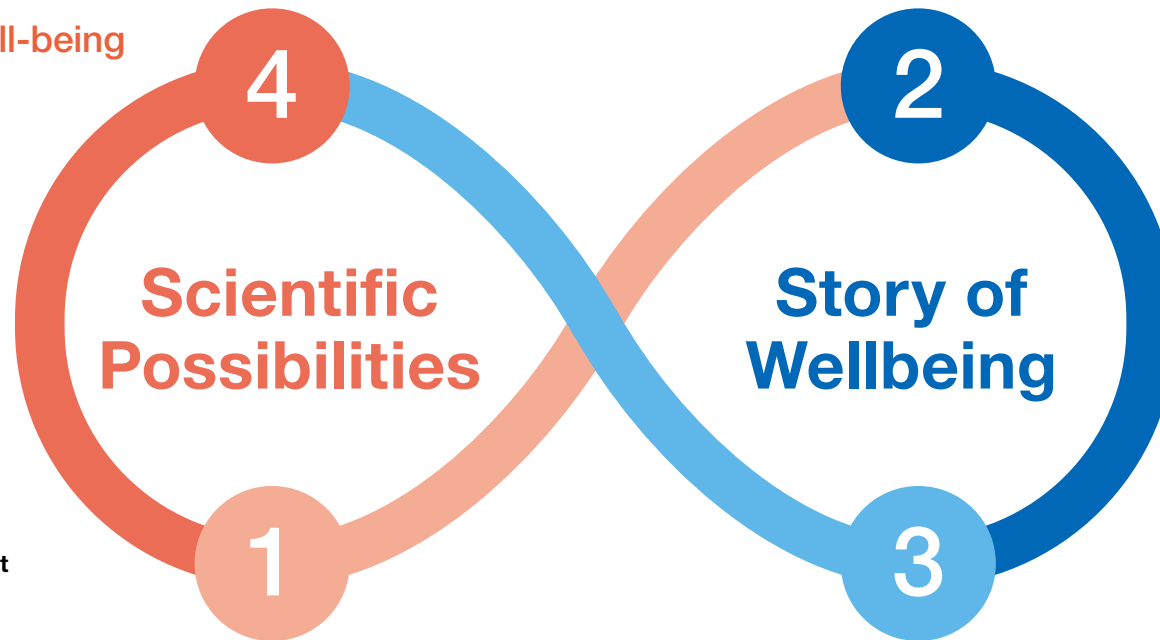 ll-being
4
2
Scientific
Possibilities
Story of
Wellbeing
1
3
t